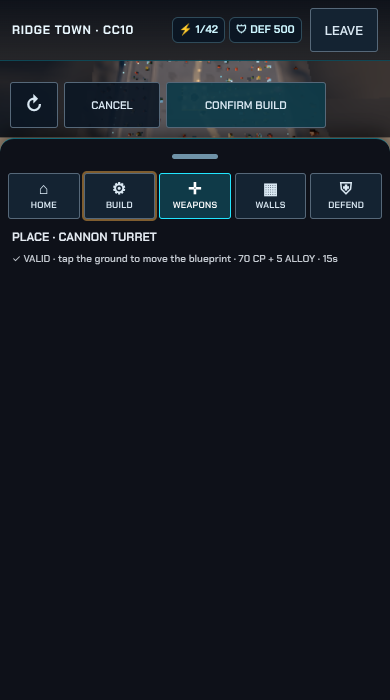 RIDGE TOWN · CC10
⚡ 1/42
🛡 DEF 500
LEAVE
↻
CANCEL
CONFIRM BUILD
HOME
BUILD
WEAPONS
WALLS
DEFEND
PLACE · CANNON TURRET
✓ VALID · tap the ground to move the blueprint · 70 CP + 5 ALLOY · 15s